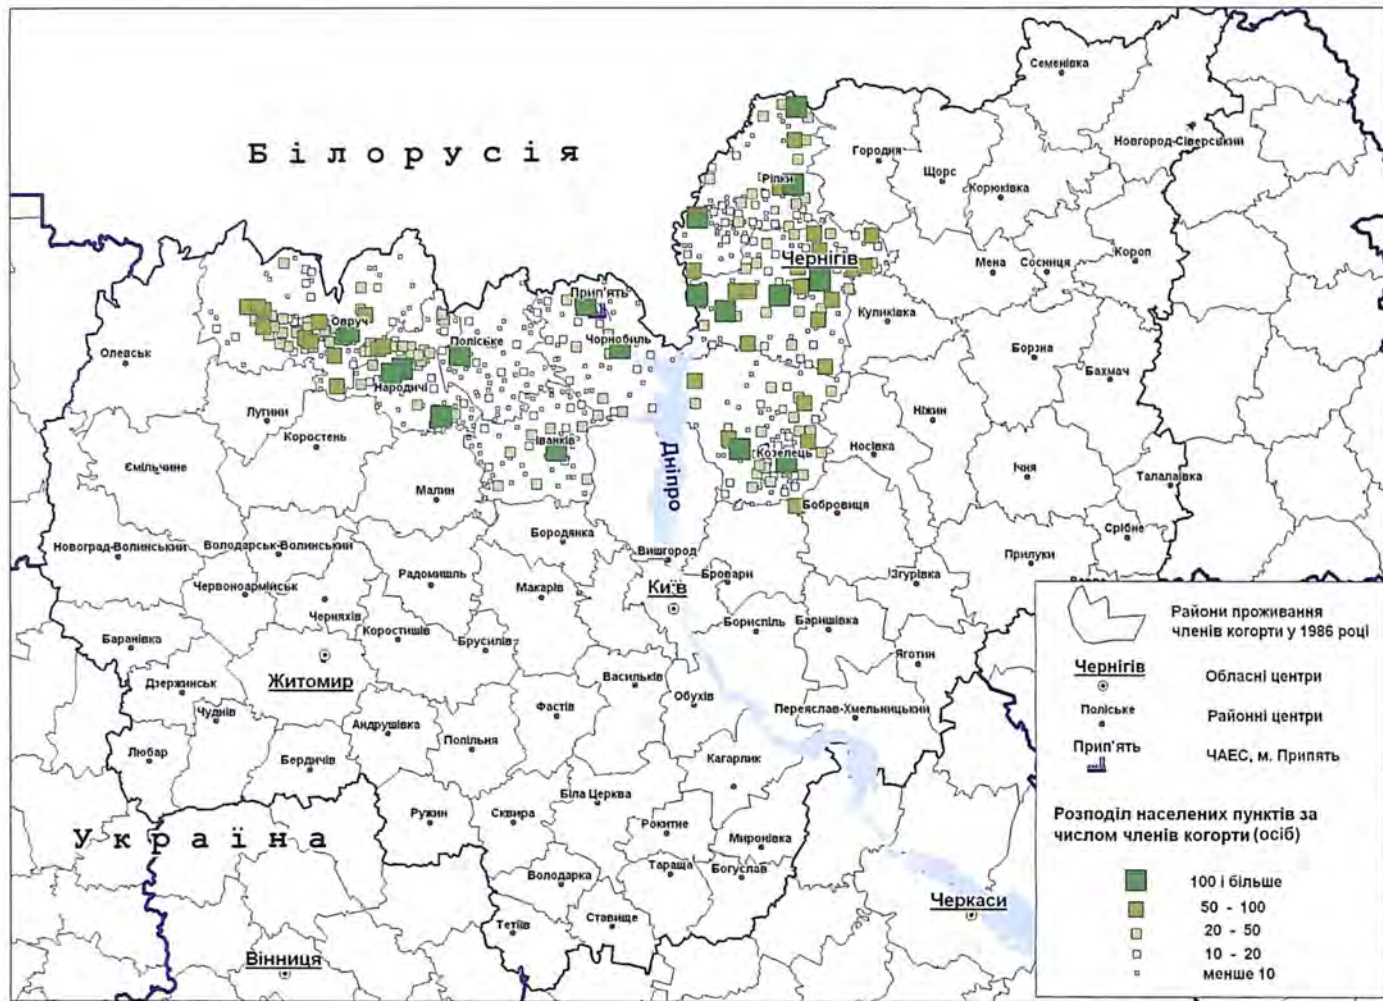 Семенівка
Білорусія
Новгород-Сіверський
Городня
Щорс
Корюківка
Ріпки
Чернігів
Мена
Сосниця
Короп
Прип'ять
Куликівка
Овруч
Поліське
Чорнобиль
Олевськ
Борзна
Бахмач
Народичі
Лугини
Коростень
Ніжин
Іванків
Дніпро
Козелець
Носівка
Ємільчине
Ічня
Малин
Талалаївка
Бобровиця
Срібне
Бородянка
Новоград-Волинський
Володарськ-Волинський
Вишгород
Прилуки
Радомишль
Макарів
Київ
Бровари
Згурівка
Червоноармійськ
Черняхів
Коростишів
Брусилів
Бориспіль
Баришівка
Баранівка
Яготин
Житомир
Дзержинськ
Васильків
Обухів
Чуднів
Фастів
Переяслав-Хмельницький
Андрушівка
Попільня
Любар
Бердичів
Кагарлик
Україна
Ружин
Сквира
Біла Церква
Рокитне
Миронівка
Тараща
Богуслав
Володарка
Черкаси
Тетіїв
Ставище
Вінниця
Райони проживання
членів когорти у 1986 році
Чернігів
Обласні центри
Поліське
Районні центри
Прип'ять
ЧАЕС, м. Припять
Розподіл населених пунктів за
числом членів когорти (осіб)
100 і більше
50 - 100
20 - 50
10 - 20
менше 10